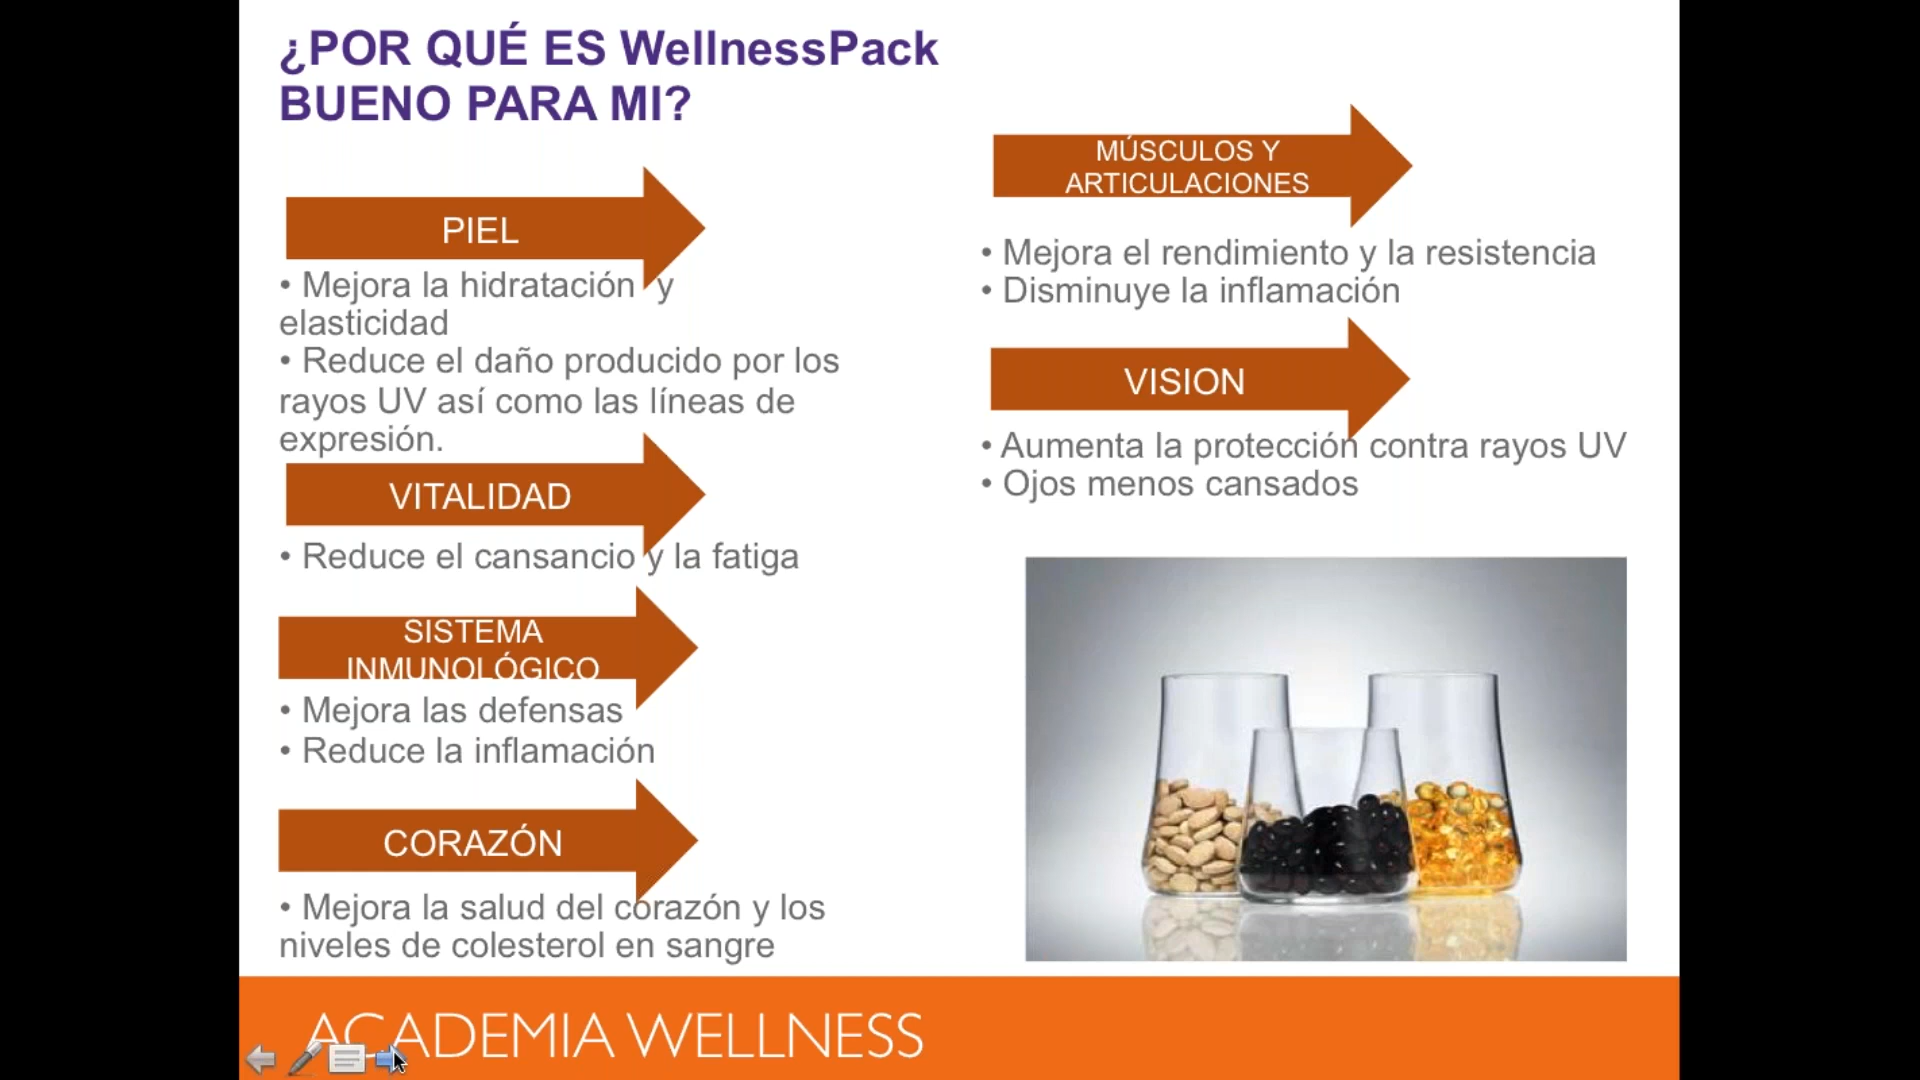 ¿POR QUÉ ES WellnessPack
BUENO PARA MI?
PIEL
• Mejora la hidratación y
elasticidad
• Reduce el daño producido por los
rayos UV así como las líneas de
expresión.
VITALIDAD
• Reduce el cansancio y la fatiga
SISTEMA
INMUNOLÓGICO
• Mejora las defensas
• Reduce la inflamación
CORAZÓN
• Mejora la salud del corazón y los
niveles de colesterol en sangre
MÚSCULOS Y
ARTICULACIONES
• Mejora el rendimiento y la resistencia
• Disminuye la inflamación
VISION
• Aumenta la protección contra rayos UV
• Ojos menos cansados
ACADEMIA WELLNESS